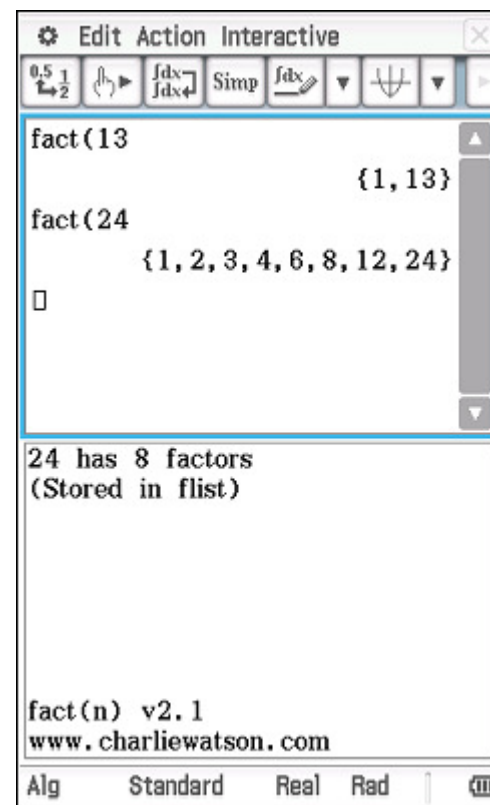 Edit Action Interactive
0.5 1 2 ∫dx ∫dx Simp ∫dx
fact(13
{1,13}
fact(24
{1,2,3,4,6,8,12,24}
24 has 8 factors
(Stored in flist)
fact(n) v2.1
www.charliewatson.com
Alg Standard Real Rad